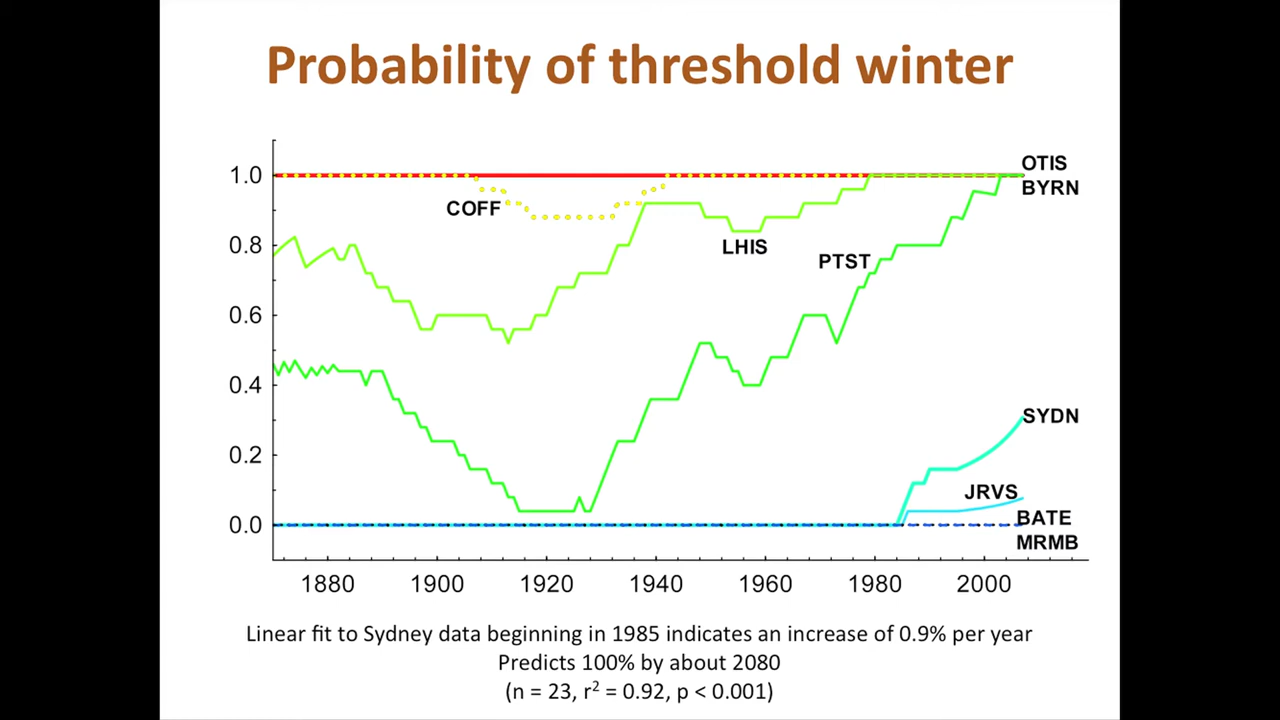 Probability of threshold winter
1.0
0.8
0.6
0.4
0.2
0.0
OTIS
BYRN
COFF
LHIS
PTST
SYDN
JRVS
BATE
MRMB
1880 1900 1920 1940 1960 1980 2000
Linear fit to Sydney data beginning in 1985 indicates an increase of 0.9% per year
Predicts 100% by about 2080
(n = 23, r² = 0.92, p < 0.001)